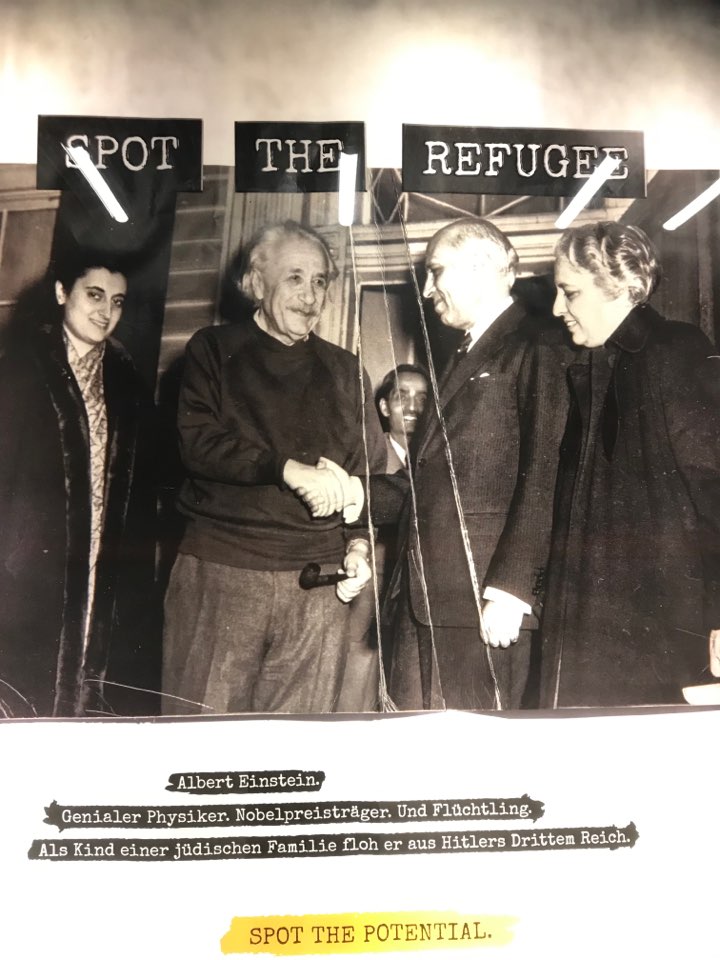 SPOT THE REFUGEE
Albert Einstein.
Genialer Physiker. Nobelpreisträger. Und Flüchtling.
Als Kind einer jüdischen Familie floh er aus Hitlers Drittem Reich.
SPOT THE POTENTIAL.